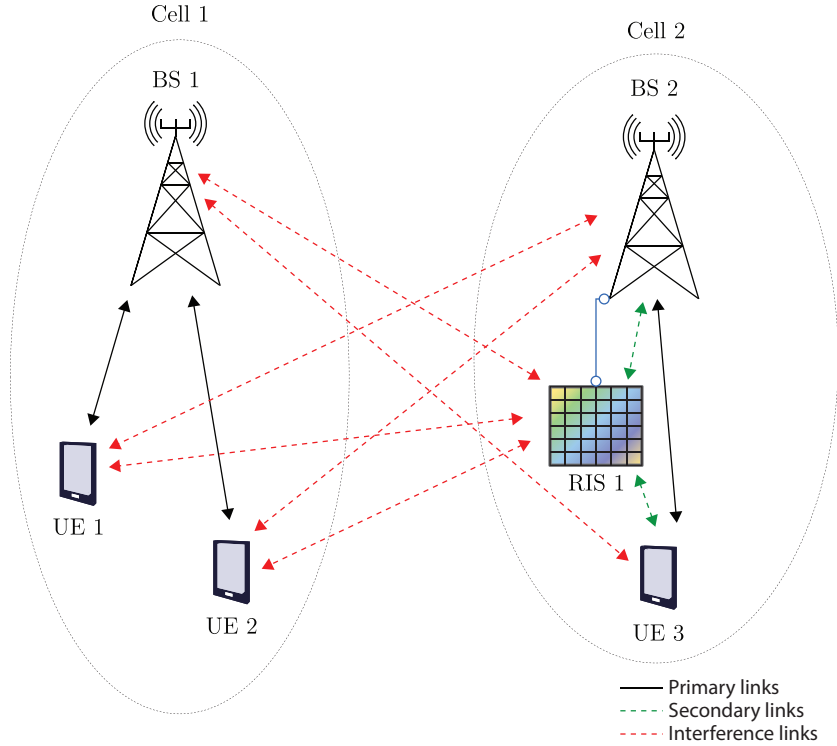 Cell 1
Cell 2
BS 1
BS 2
RIS 1
UE 1
UE 2
UE 3
Primary links
Secondary links
Interference links